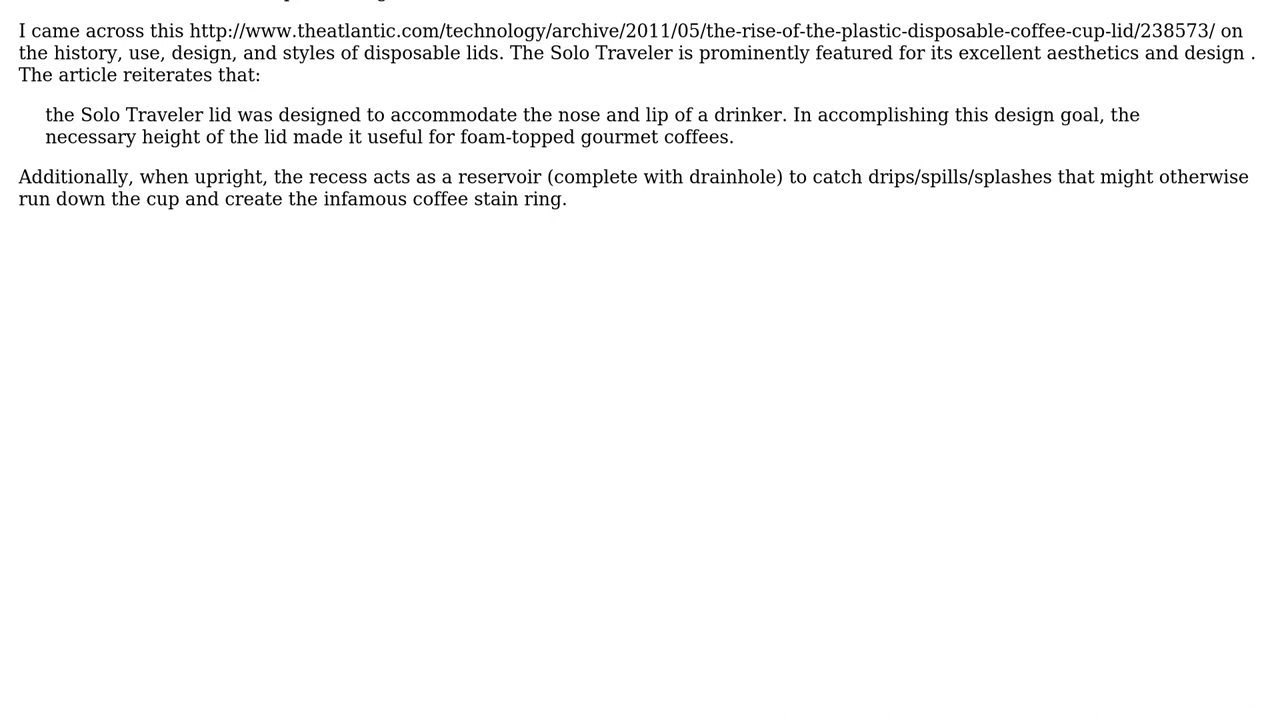 I came across this http://www.theatlantic.com/technology/archive/2011/05/the-rise-of-the-plastic-disposable-coffee-cup-lid/238573/ on
the history, use, design, and styles of disposable lids. The Solo Traveler is prominently featured for its excellent aesthetics and design .
The article reiterates that:
the Solo Traveler lid was designed to accommodate the nose and lip of a drinker. In accomplishing this design goal, the
necessary height of the lid made it useful for foam-topped gourmet coffees.
Additionally, when upright, the recess acts as a reservoir (complete with drainhole) to catch drips/spills/splashes that might otherwise
run down the cup and create the infamous coffee stain ring.